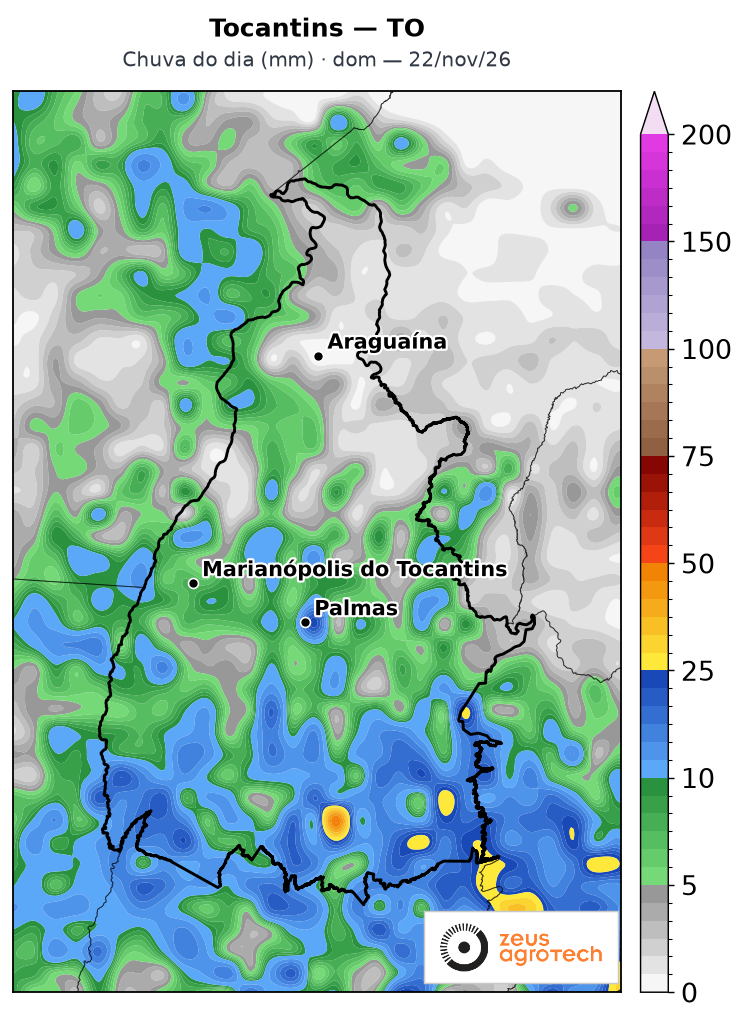 Tocantins — TO
Chuva do dia (mm) · dom — 22/nov/26
200
150
100
75
50
25
10
5
0
Araguaína
Marianópolis do Tocantins
Palmas
zeus
agrotech